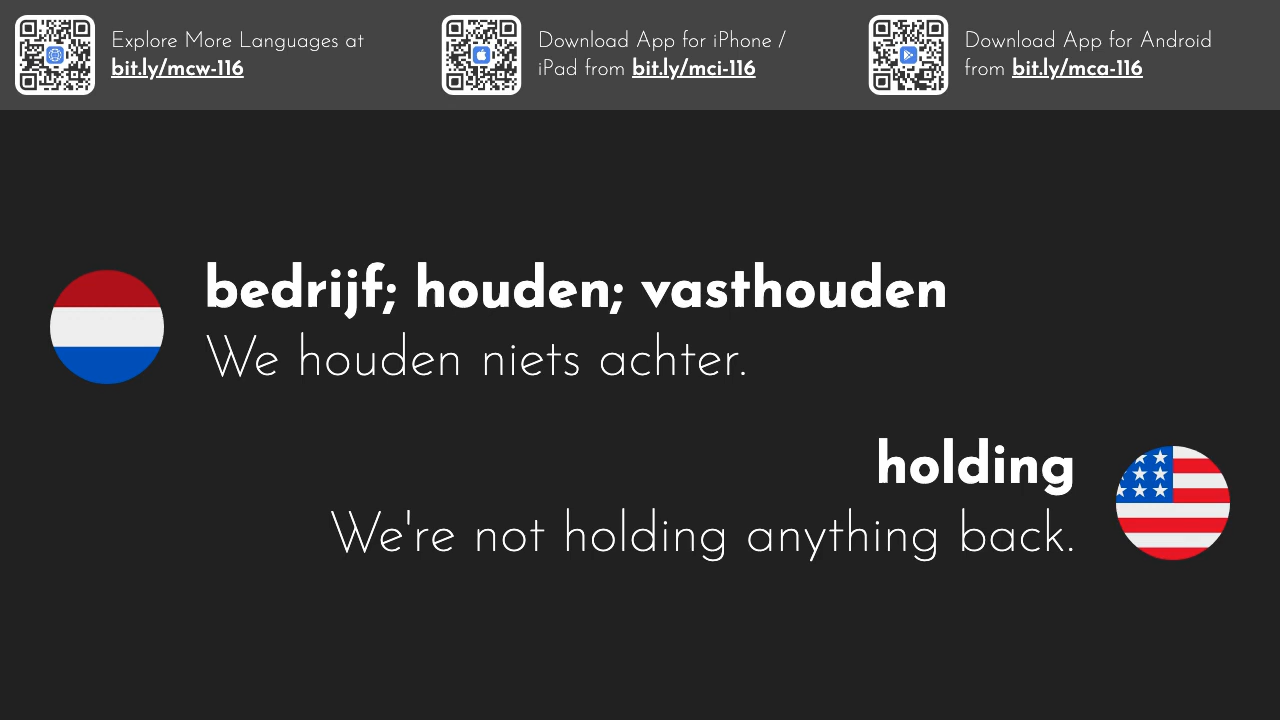 Explore More Languages at
bit.ly/mcw-116
Download App for iPhone /
iPad from bit.ly/mci-116
Download App for Android
from bit.ly/mca-116
bedrijf; houden; vasthouden
We houden niets achter.
holding
We're not holding anything back.